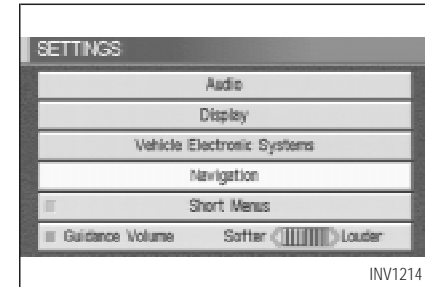 SETTINGS
Audio
Display
Vehicle Electronic Systems
Navigation
Short Menus
Guidance Volume Softer Louder
INV1214